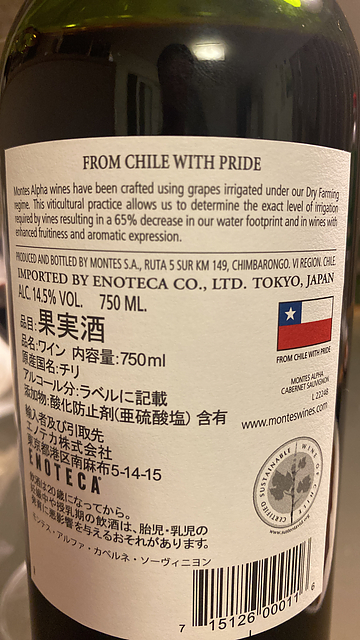 FROM CHILE WITH PRIDE
Montes Alpha wines have been crafted using grapes irrigated under our Dry Farming
regime. This viticultural practice allows us to determine the exact level of irrigation
required by vines resulting in a 65% decrease in our water footprint and in wines with
enhanced fruitiness and aromatic expression.
PRODUCED AND BOTTLED BY MONTES S.A., RUTA 5 SUR KM 149, CHIMBARONGO. VI REGION. CHILE.
IMPORTED BY ENOTECA CO., LTD. TOKYO, JAPAN
ALC. 14.5% VOL. 750 ML.
品目:果実酒
品名:ワイン 内容量:750ml
原産国名:チリ
アルコール分:ラベルに記載
添加物:酸化防止剤(亜硫酸塩) 含有
輸入者及び引取先
エノテカ株式会社
東京都港区南麻布5-14-15
ENOTECA
飲酒は20歳になってから。
妊娠中や授乳期の飲酒は、胎児・乳児の
発育に悪影響を与えるおそれがあります。
モンテス・アルファ・カベルネ・ソーヴィニヨン
FROM CHILE WITH PRIDE
MONTES ALPHA
CABERNET SAUVIGNON
L 22246
www.monteswines.com
CERTIFIED SUSTAINABLE WINE OF CHILE
7 15126 00011 6